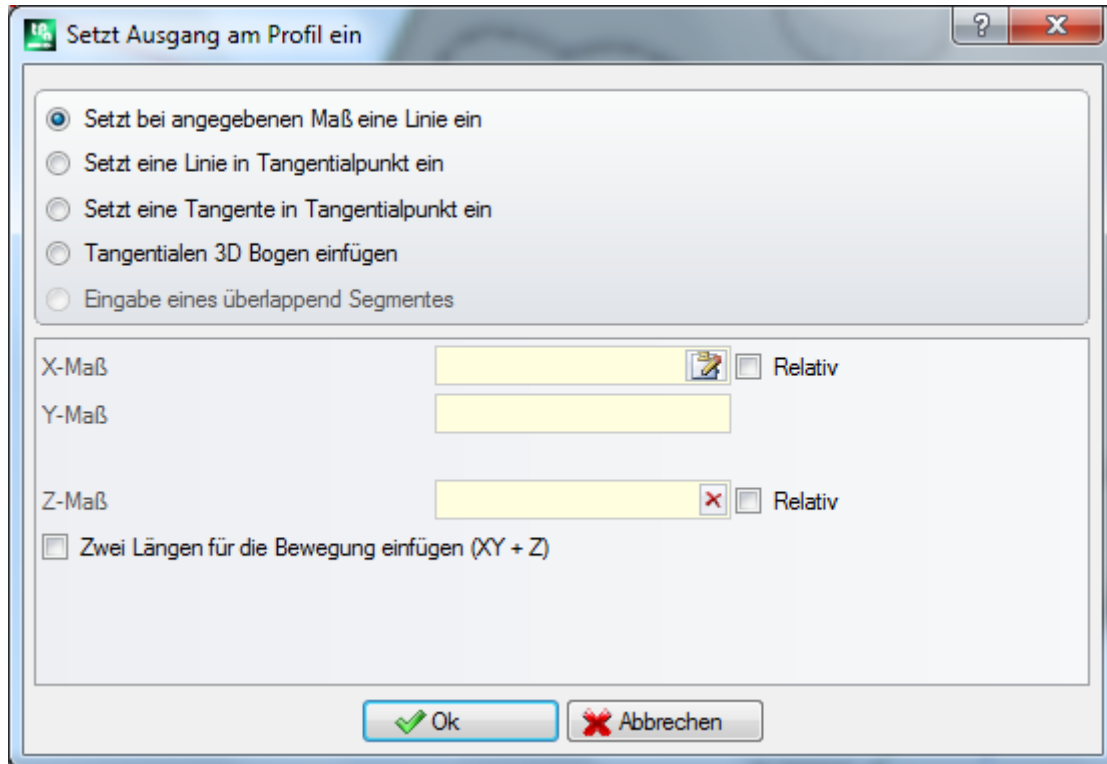 Setzt Ausgang am Profil ein
Setzt bei angegebenen Maß eine Linie ein
Setzt eine Linie in Tangentialpunkt ein
Setzt eine Tangente in Tangentialpunkt ein
Tangentialen 3D Bogen einfügen
Eingabe eines überlappend Segmentes
X-Maß Relativ
Y-Maß
Z-Maß Relativ
Zwei Längen für die Bewegung einfügen (XY + Z)
Ok Abbrechen